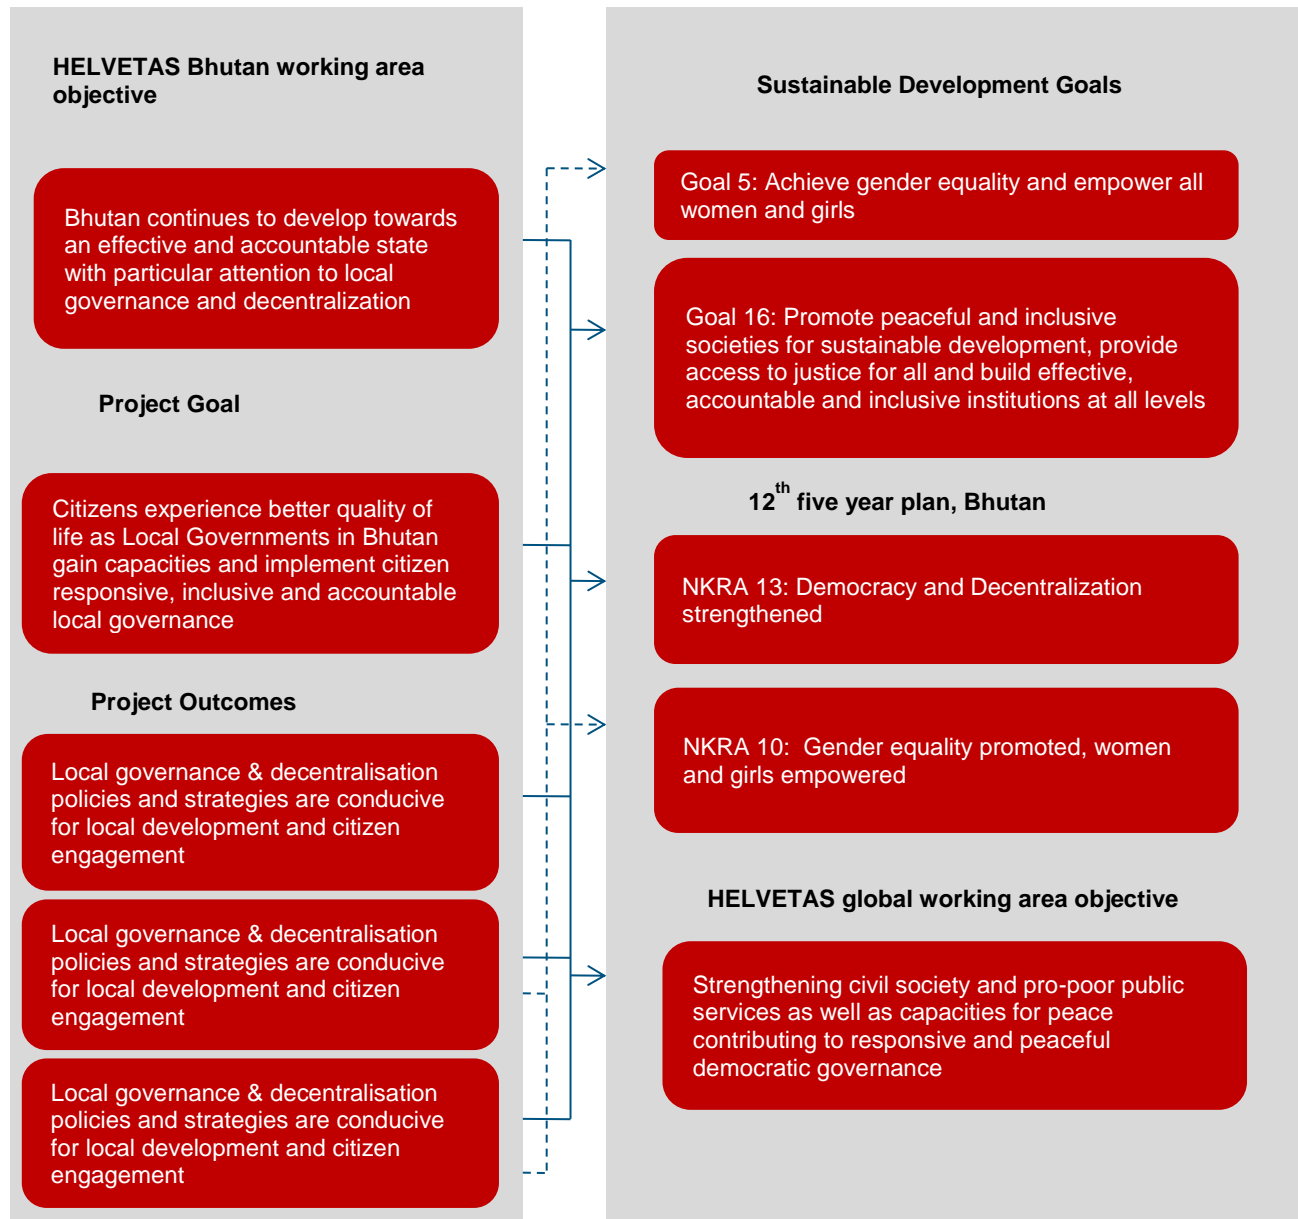 HELVETAS Bhutan working area
objective
Bhutan continues to develop towards
an effective and accountable state
with particular attention to local
governance and decentralization
Project Goal
Citizens experience better quality of
life as Local Governments in Bhutan
gain capacities and implement citizen
responsive, inclusive and accountable
local governance
Project Outcomes
Local governance & decentralisation
policies and strategies are conducive
for local development and citizen
engagement
Local governance & decentralisation
policies and strategies are conducive
for local development and citizen
engagement
Local governance & decentralisation
policies and strategies are conducive
for local development and citizen
engagement
Sustainable Development Goals
Goal 5: Achieve gender equality and empower all
women and girls
Goal 16: Promote peaceful and inclusive
societies for sustainable development, provide
access to justice for all and build effective,
accountable and inclusive institutions at all levels
12th five year plan, Bhutan
NKRA 13: Democracy and Decentralization
strengthened
NKRA 10:  Gender equality promoted, women
and girls empowered
HELVETAS global working area objective
Strengthening civil society and pro-poor public
services as well as capacities for peace
contributing to responsive and peaceful
democratic governance